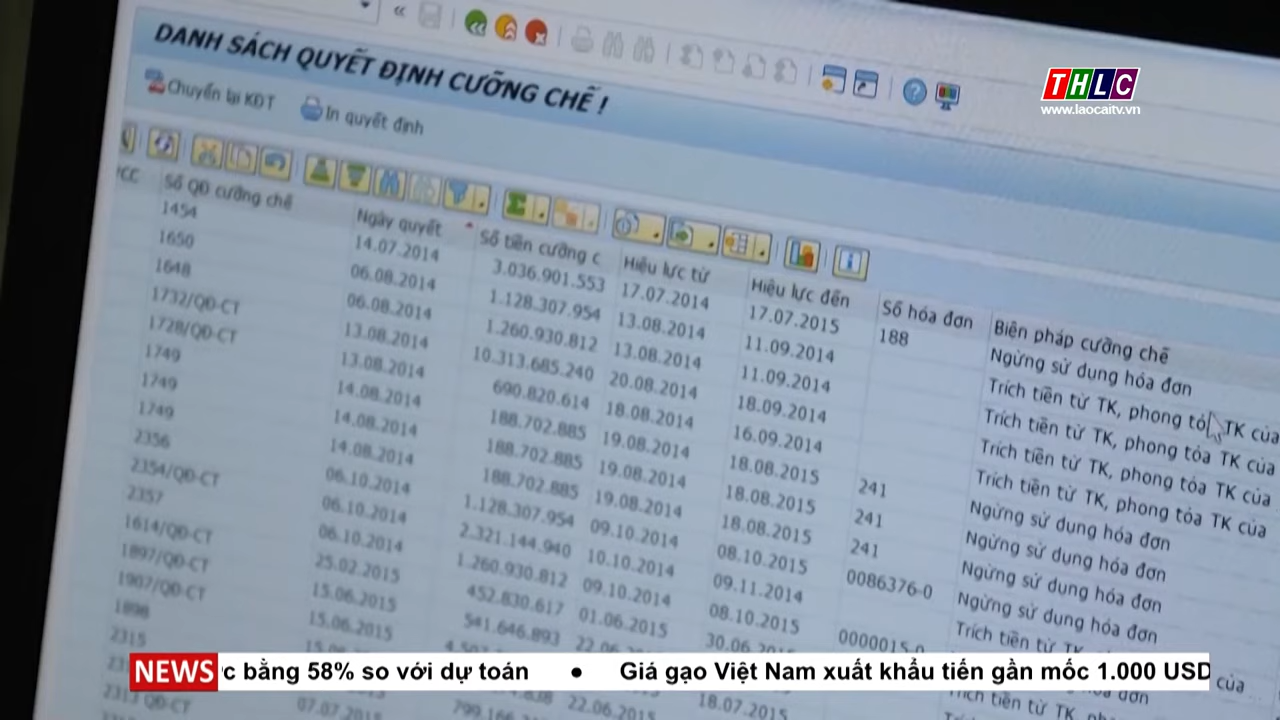 THLC
www.laocaitv.vn
DANH SÁCH QUYẾT ĐỊNH CƯỠNG CHẾ !
Chuyển lại KĐT In quyết định
Số QĐ cưỡng chế Ngày quyết Số tiền cưỡng c Hiệu lực từ Hiệu lực đến Số hóa đơn Biện pháp cưỡng chế
1454 14.07.2014 3.036.901.553 17.07.2014 17.07.2015 188 Ngừng sử dụng hóa đơn
1650 06.08.2014 1.128.307.954 13.08.2014 11.09.2014 Trích tiền từ TK, phong tỏa TK của
1648 06.08.2014 1.260.930.812 13.08.2014 11.09.2014 Trích tiền từ TK, phong tỏa TK của
1732/QĐ-CT 13.08.2014 10.313.685.240 20.08.2014 18.09.2014 Trích tiền từ TK, phong tỏa TK của
1728/QĐ-CT 13.08.2014 690.820.614 18.08.2014 16.09.2014 Trích tiền từ TK, phong tỏa TK của
1749 14.08.2014 188.702.885 19.08.2014 18.08.2015 241 Ngừng sử dụng hóa đơn
1749 14.08.2014 188.702.885 19.08.2014 18.08.2015 241 Ngừng sử dụng hóa đơn
1749 14.08.2014 188.702.885 19.08.2014 18.08.2015 241 Ngừng sử dụng hóa đơn
2356 06.10.2014 1.128.307.954 09.10.2014 08.10.2015 0086376-0 Ngừng sử dụng hóa đơn
2354/QĐ-CT 06.10.2014 2.321.144.940 10.10.2014 09.11.2014 Trích tiền từ TK
2357 06.10.2014 1.260.930.812 09.10.2014 08.10.2015 0000015-0
1614/QĐ-CT 25.02.2015 452.830.617 01.06.2015 30.06
1897/QĐ-CT 15.06.2015 541.646.893 22.06
1907/QĐ-CT 15.06.2015
1898
2315
2313 QĐ-CT 07.07.2015 22.06.2015 18.07.2015
NEWS ức bằng 58% so với dự toán • Giá gạo Việt Nam xuất khẩu tiến gần mốc 1.000 USD